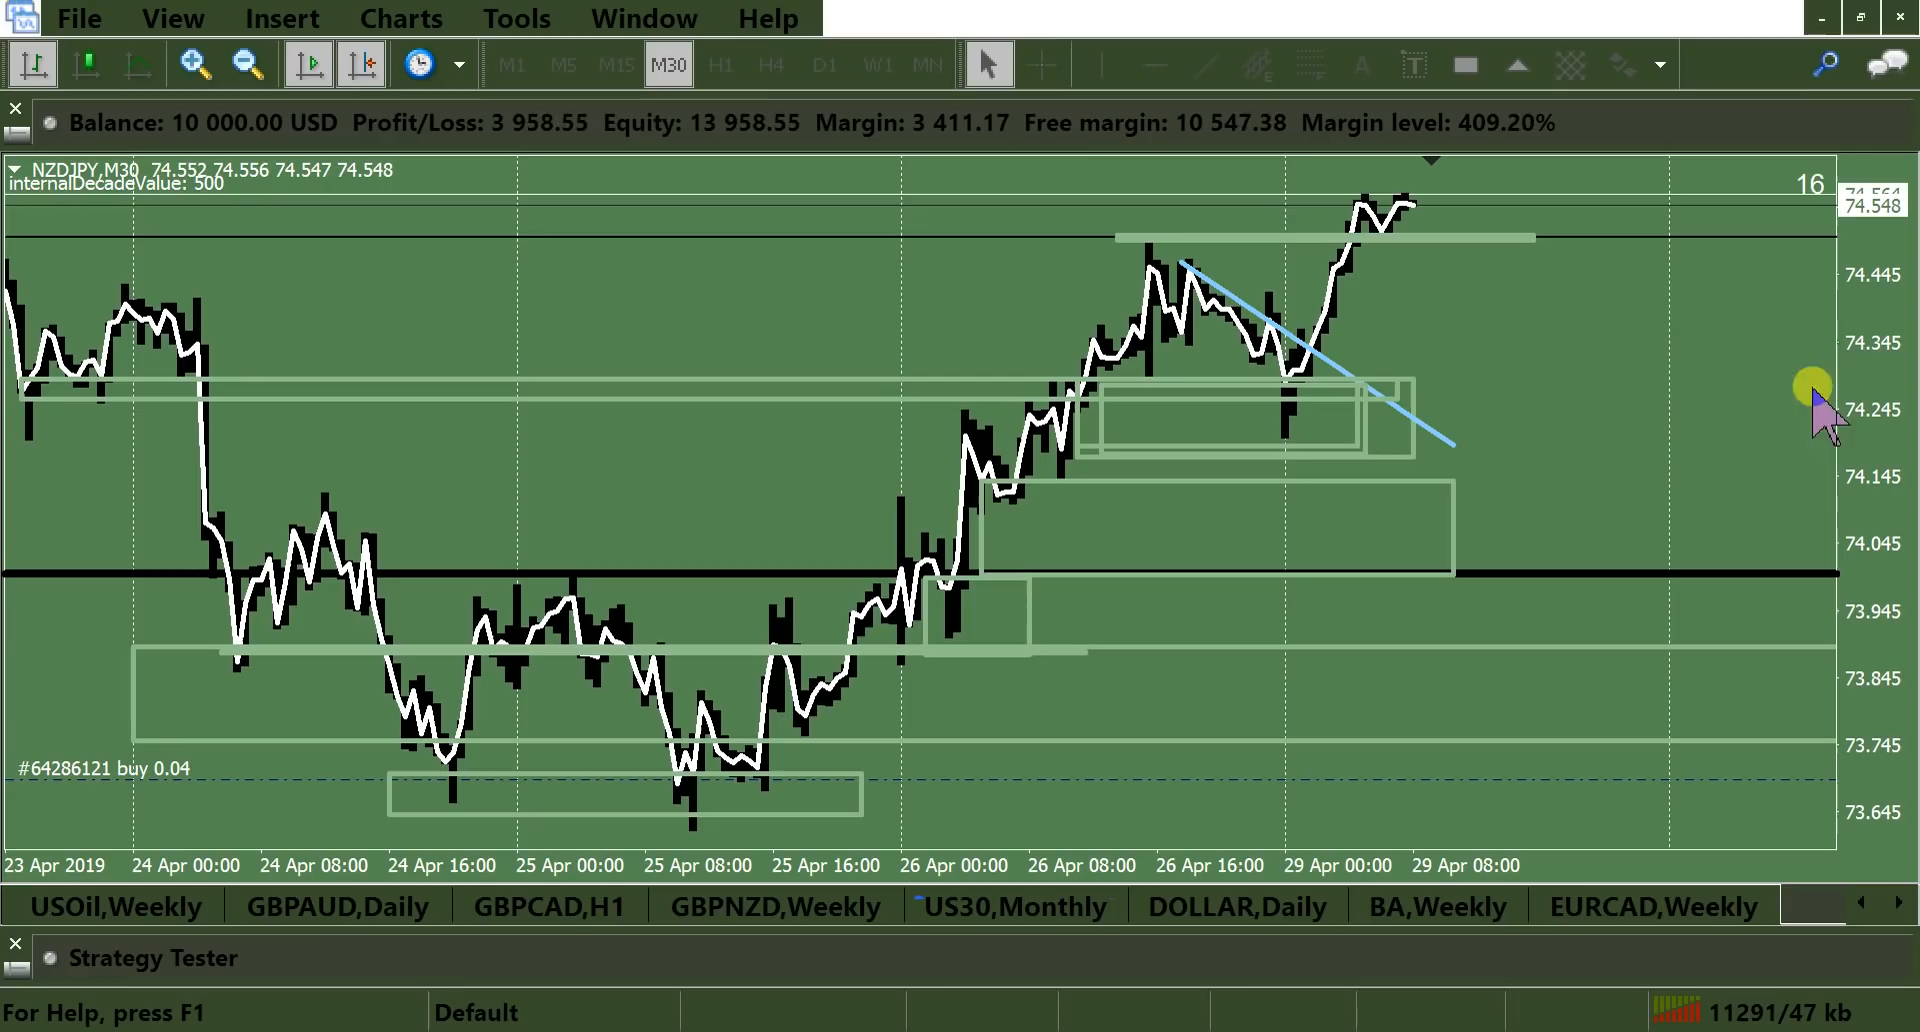 File View Insert Charts Tools Window Help
M1 M5 M15 M30 H1 H4 D1 W1 MN
Balance: 10 000.00 USD Profit/Loss: 3 958.55 Equity: 13 958.55 Margin: 3 411.17 Free margin: 10 547.38 Margin level: 409.20%
NZDJPY,M30 74.552 74.556 74.547 74.548
internalDecadeValue: 500
16
74.564
74.548
74.445
74.345
74.245
74.145
74.045
73.945
73.845
73.745
73.645
#64286121 buy 0.04
23 Apr 2019 24 Apr 00:00 24 Apr 08:00 24 Apr 16:00 25 Apr 00:00 25 Apr 08:00 25 Apr 16:00 26 Apr 00:00 26 Apr 08:00 26 Apr 16:00 29 Apr 00:00 29 Apr 08:00
USOil,Weekly GBPAUD,Daily GBPCAD,H1 GBPNZD,Weekly US30,Monthly DOLLAR,Daily BA,Weekly EURCAD,Weekly
Strategy Tester
For Help, press F1 Default 11291/47 kb